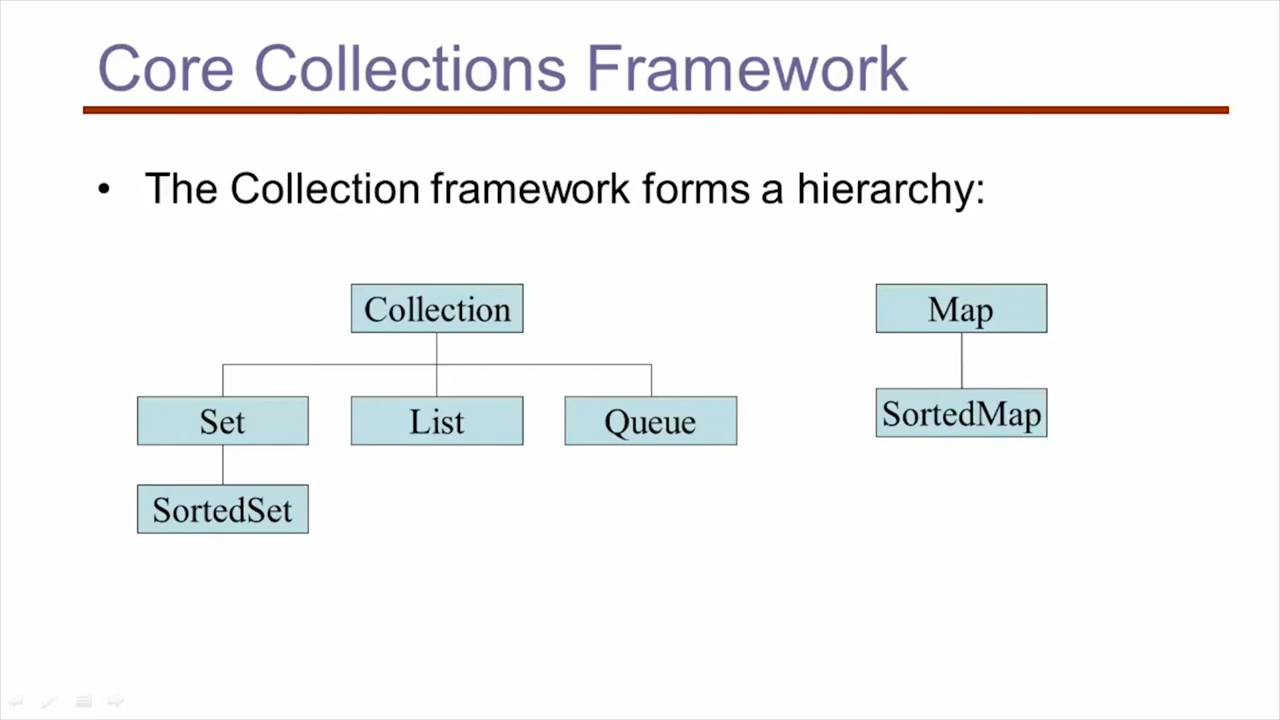 Core Collections Framework
• The Collection framework forms a hierarchy:
Collection
Map
Set
List
Queue
SortedMap
SortedSet